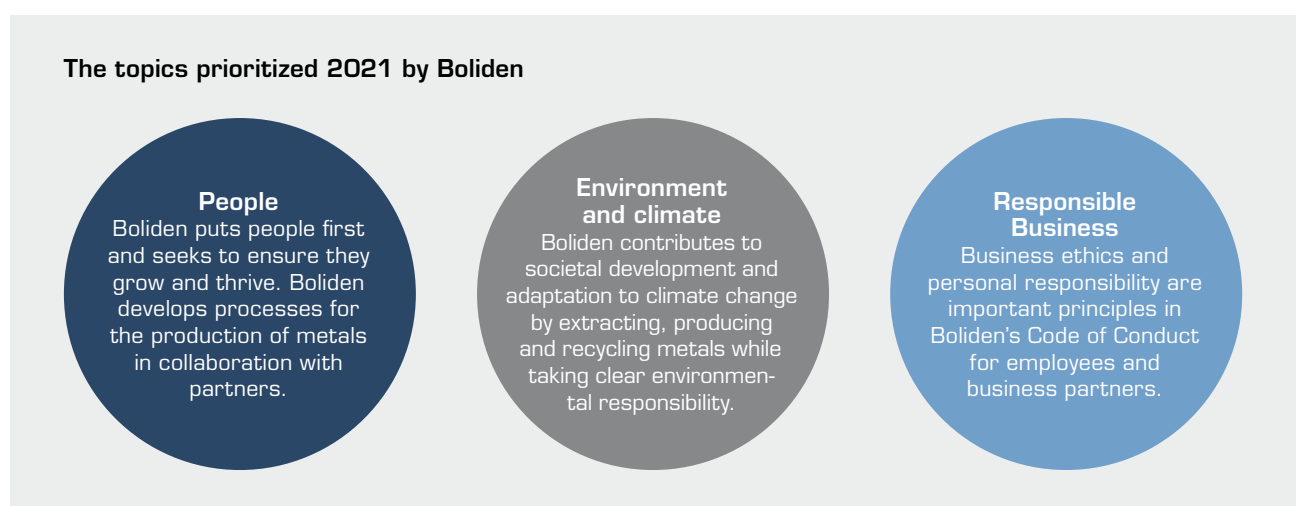 The topics prioritized 2021 by Boliden
People
Boliden puts people first
and seeks to ensure they
grow and thrive. Boliden
develops processes for
the production of metals
in collaboration with
partners.
Environment
and climate
Boliden contributes to
societal development and
adaptation to climate change
by extracting, producing
and recycling metals while
taking clear environmen-
tal responsibility.
Responsible
Business
Business ethics and
personal responsibility are
important principles in
Boliden’s Code of Conduct
for employees and
business partners.